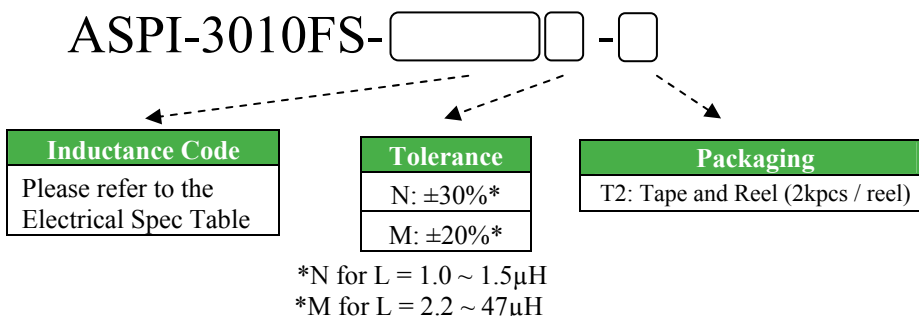 ASPI-3010FS- -
Inductance Code
Please refer to the
Electrical Spec Table
Tolerance
N: ±30%*
M: ±20%*
*N for L = 1.0 ~ 1.5µH
*M for L = 2.2 ~ 47µH
Packaging
T2: Tape and Reel (2kpcs / reel)